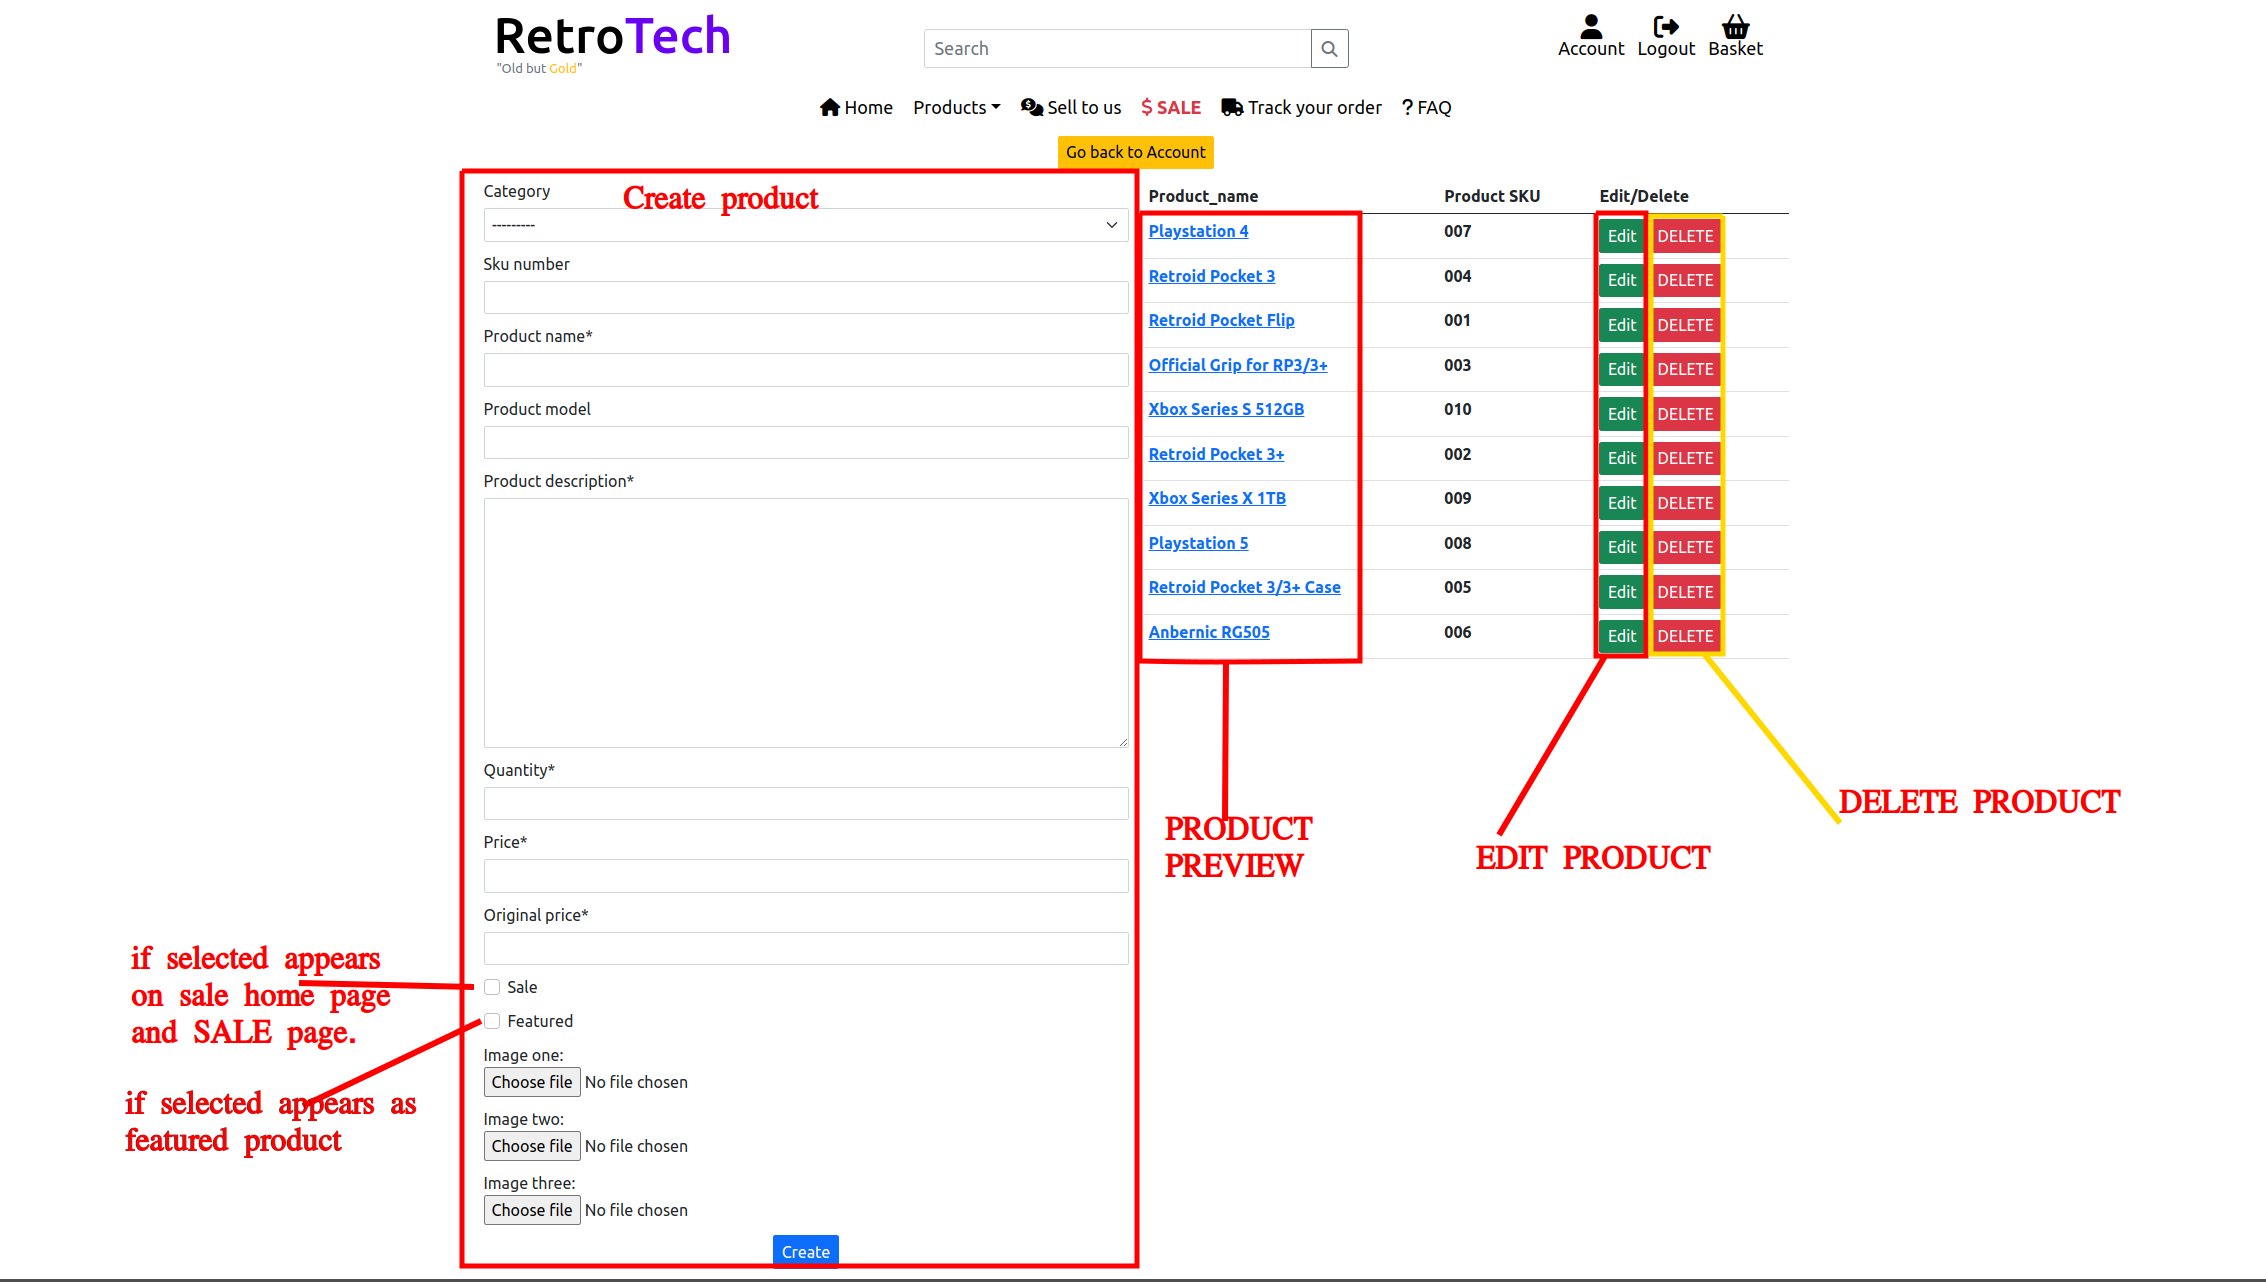 RetroTech
"Old but Gold"
Search
Account Logout Basket
Home Products Sell to us $ SALE Track your order ? FAQ
Go back to Account
Create product
Category
---------
Sku number
Product name*
Product model
Product description*
Quantity*
Price*
Original price*
Sale
Featured
Image one:
Choose file No file chosen
Image two:
Choose file No file chosen
Image three:
Choose file No file chosen
Create
Product_name Product SKU Edit/Delete
Playstation 4 007 Edit DELETE
Retroid Pocket 3 004 Edit DELETE
Retroid Pocket Flip 001 Edit DELETE
Official Grip for RP3/3+ 003 Edit DELETE
Xbox Series S 512GB 010 Edit DELETE
Retroid Pocket 3+ 002 Edit DELETE
Xbox Series X 1TB 009 Edit DELETE
Playstation 5 008 Edit DELETE
Retroid Pocket 3/3+ Case 005 Edit DELETE
Anbernic RG505 006 Edit DELETE
PRODUCT
PREVIEW
EDIT PRODUCT
DELETE PRODUCT
if selected appears
on sale home page
and SALE page.
if selected appears as
featured product